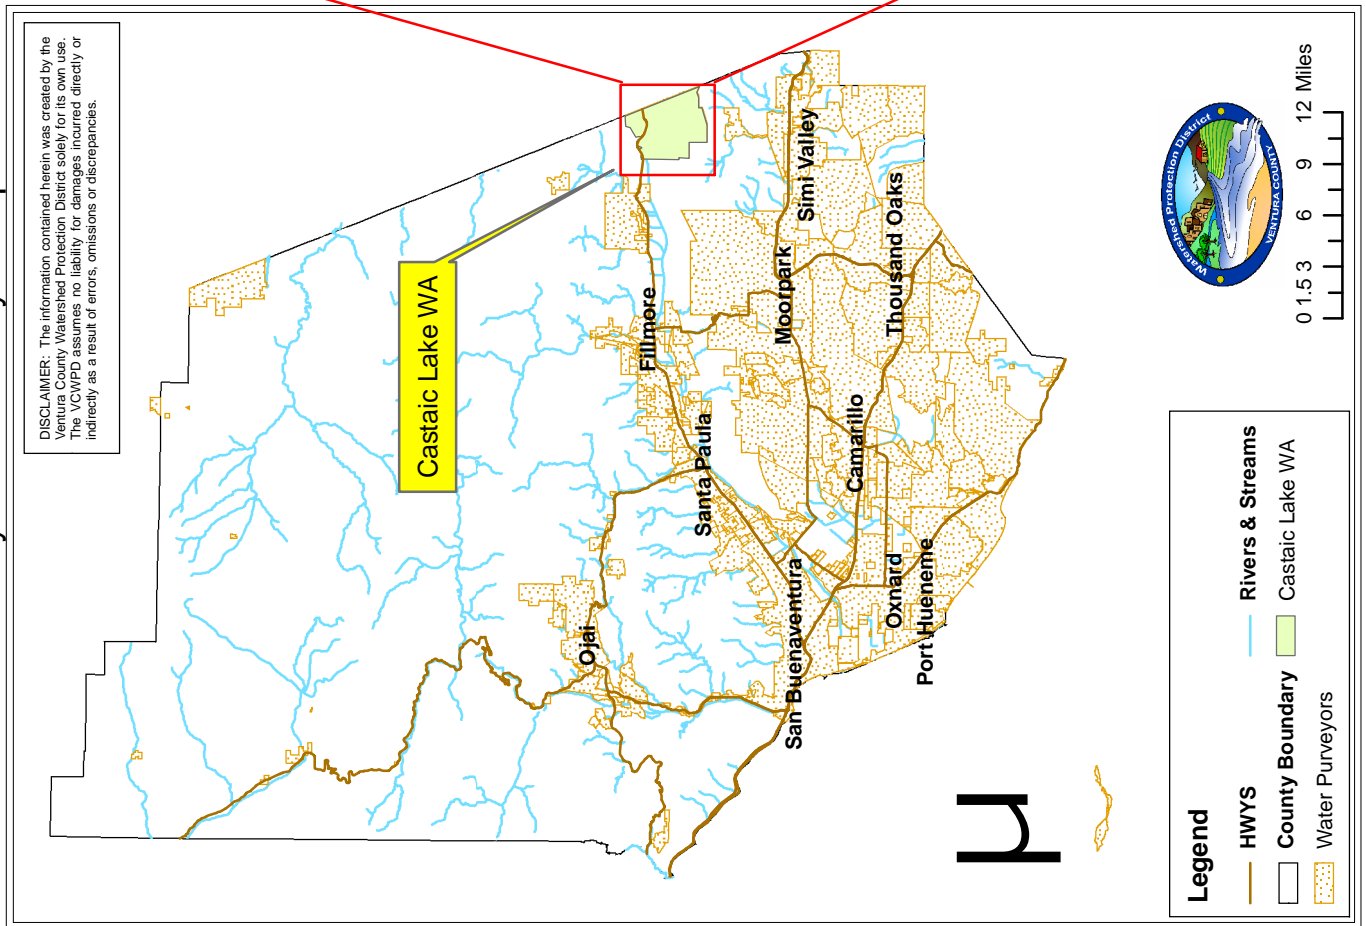 DISCLAIMER: The information contained herein was created by the
Ventura County Watershed Protection District solely for its own use.
The VCWPD assumes no liability for damages incurred directly or
indirectly as a result of errors, omissions or discrepancies.
Castaic Lake WA
Ojai
Santa Paula
Fillmore
San Buenaventura
Moorpark
Simi Valley
Camarillo
Oxnard
Thousand Oaks
Port Hueneme
µ
Watershed Protection District
VENTURA COUNTY
0 1.5 3 6 9 12 Miles
Legend
HWYS
Rivers & Streams
County Boundary
Castaic Lake WA
Water Purveyors